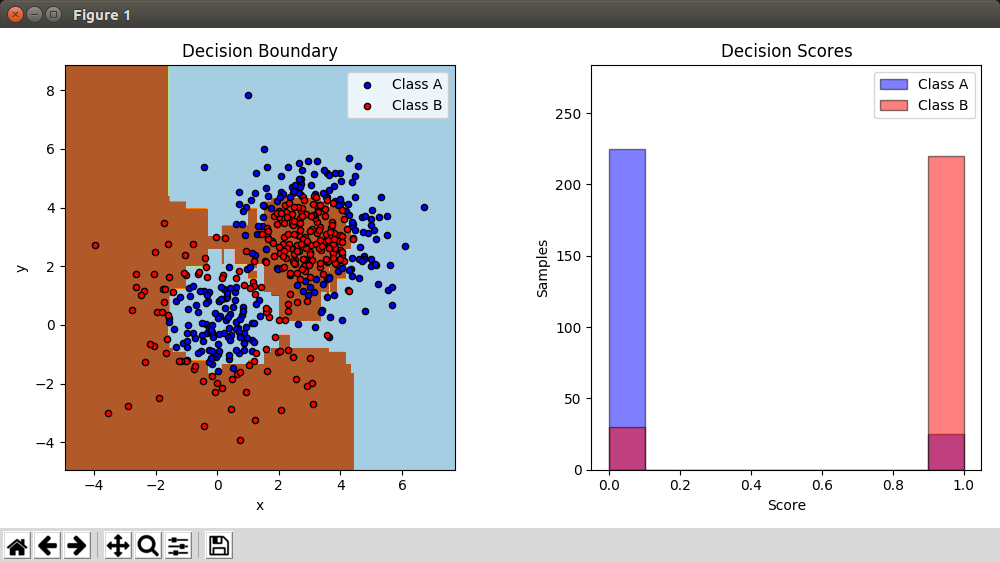 Figure 1
Decision Boundary
Class A
Class B
8
6
4
2
0
−2
−4
y
−4
−2
0
2
4
6
x
Decision Scores
Class A
Class B
250
200
150
100
50
0
Samples
0.0
0.2
0.4
0.6
0.8
1.0
Score